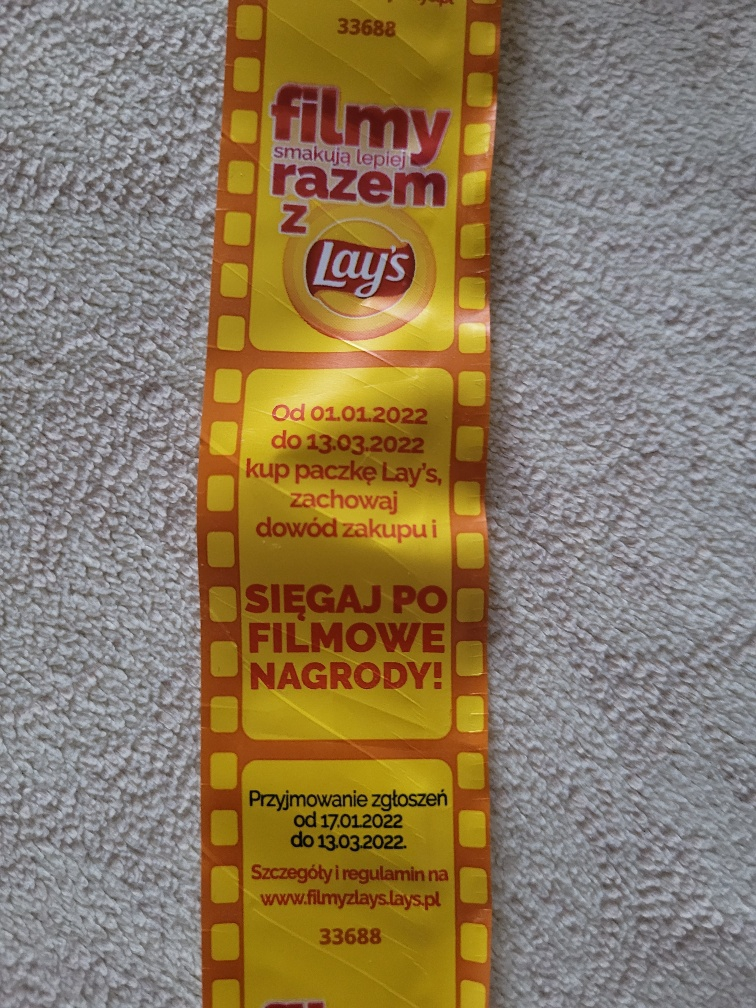 33688
filmy
smakują lepiej
razem
z
Lay's
Od 01.01.2022
do 13.03.2022
kup paczkę Lay's,
zachowaj
dowód zakupu i
SIĘGAJ PO
FILMOWE
NAGRODY!
Przyjmowanie zgłoszeń
od 17.01.2022
do 13.03.2022.
Szczegóły i regulamin na
www.filmyzlays.lays.pl
33688